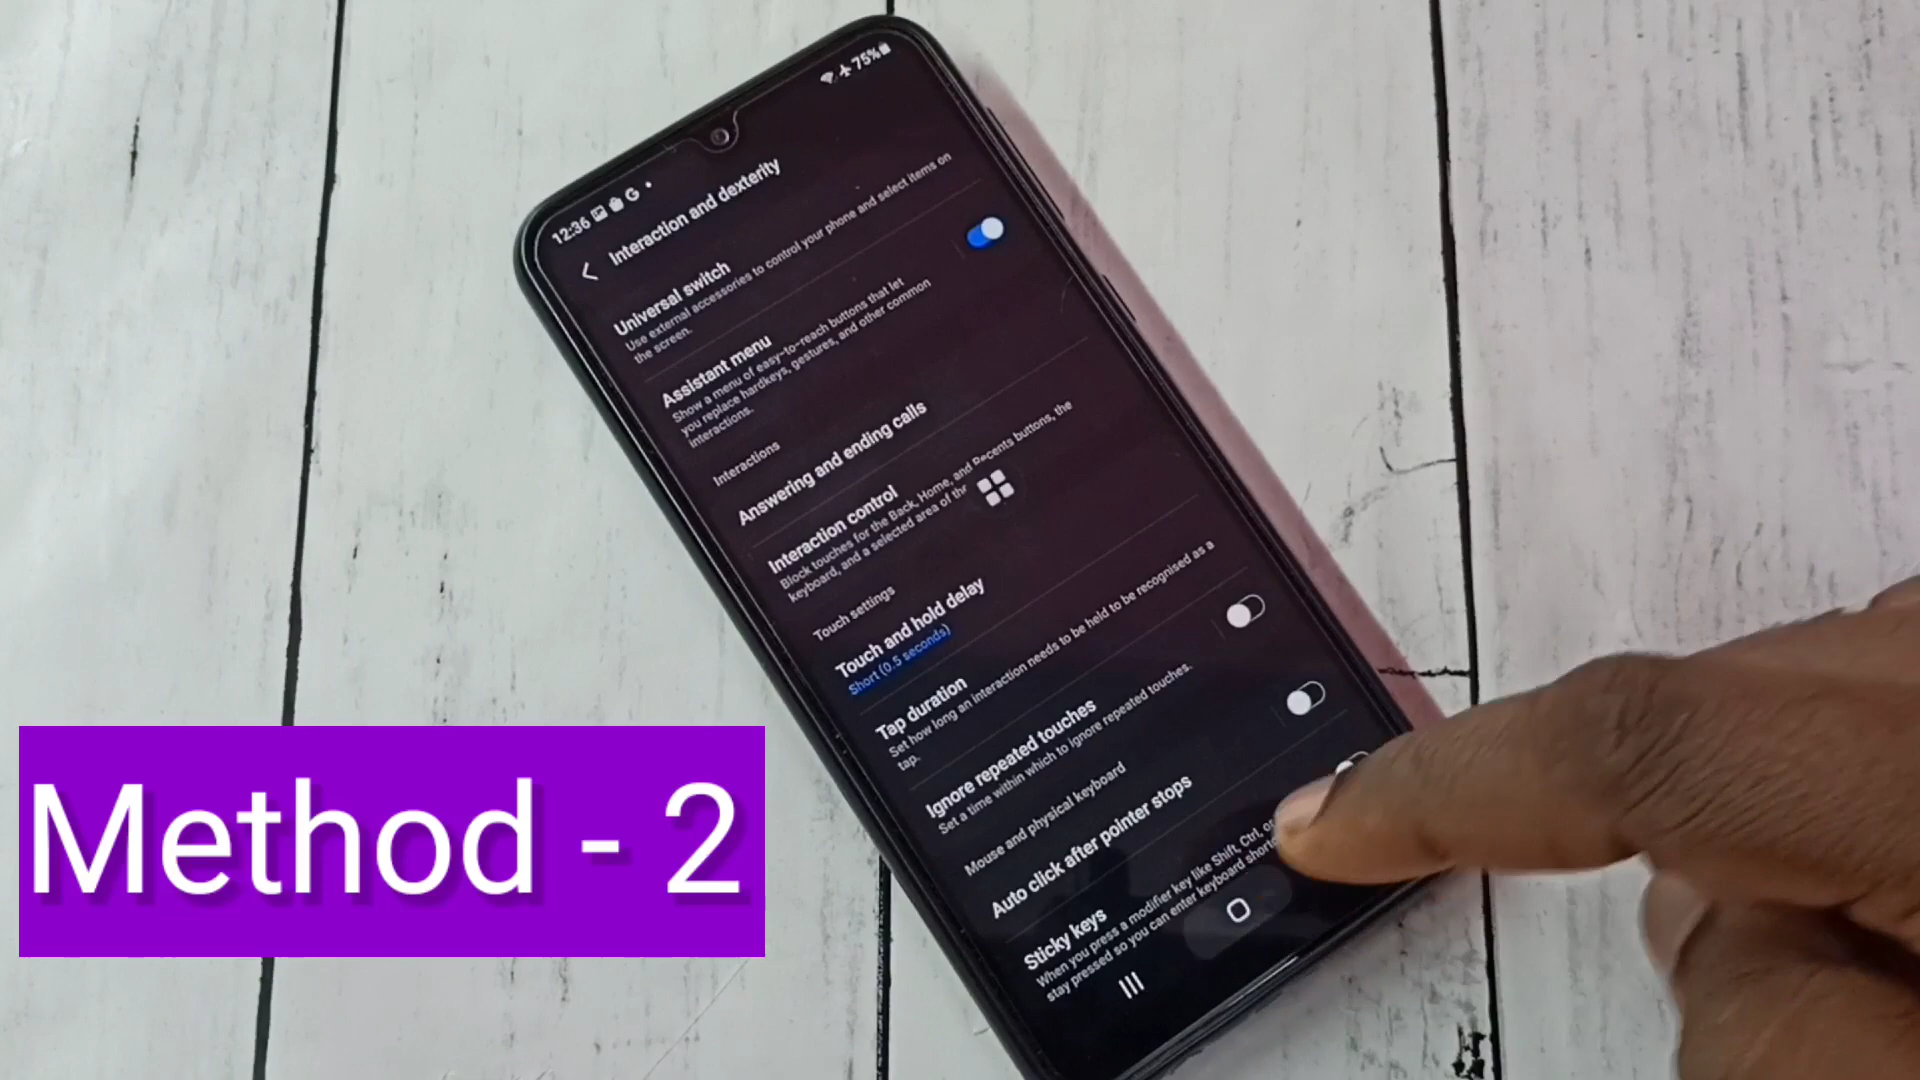 12:36 G 75%
Interaction and dexterity
Universal switch
Use external accessories to control your phone and select items on
the screen.
Assistant menu
Show a menu of easy-to-reach buttons that let
you replace hardkeys, gestures, and other common
interactions.
Interactions
Answering and ending calls
Interaction control
Block touches for the Back, Home, and Recents buttons, the
keyboard, and a selected area of the
Touch settings
Touch and hold delay
Short (0.5 seconds)
Tap duration
Set how long an interaction needs to be held to be recognised as a
tap.
Ignore repeated touches
Set a time within which to ignore repeated touches.
Mouse and physical keyboard
Auto click after pointer stops
Sticky keys
When you press a modifier key like Shift, Ctrl, or
stay pressed so you can enter keyboard
Method - 2